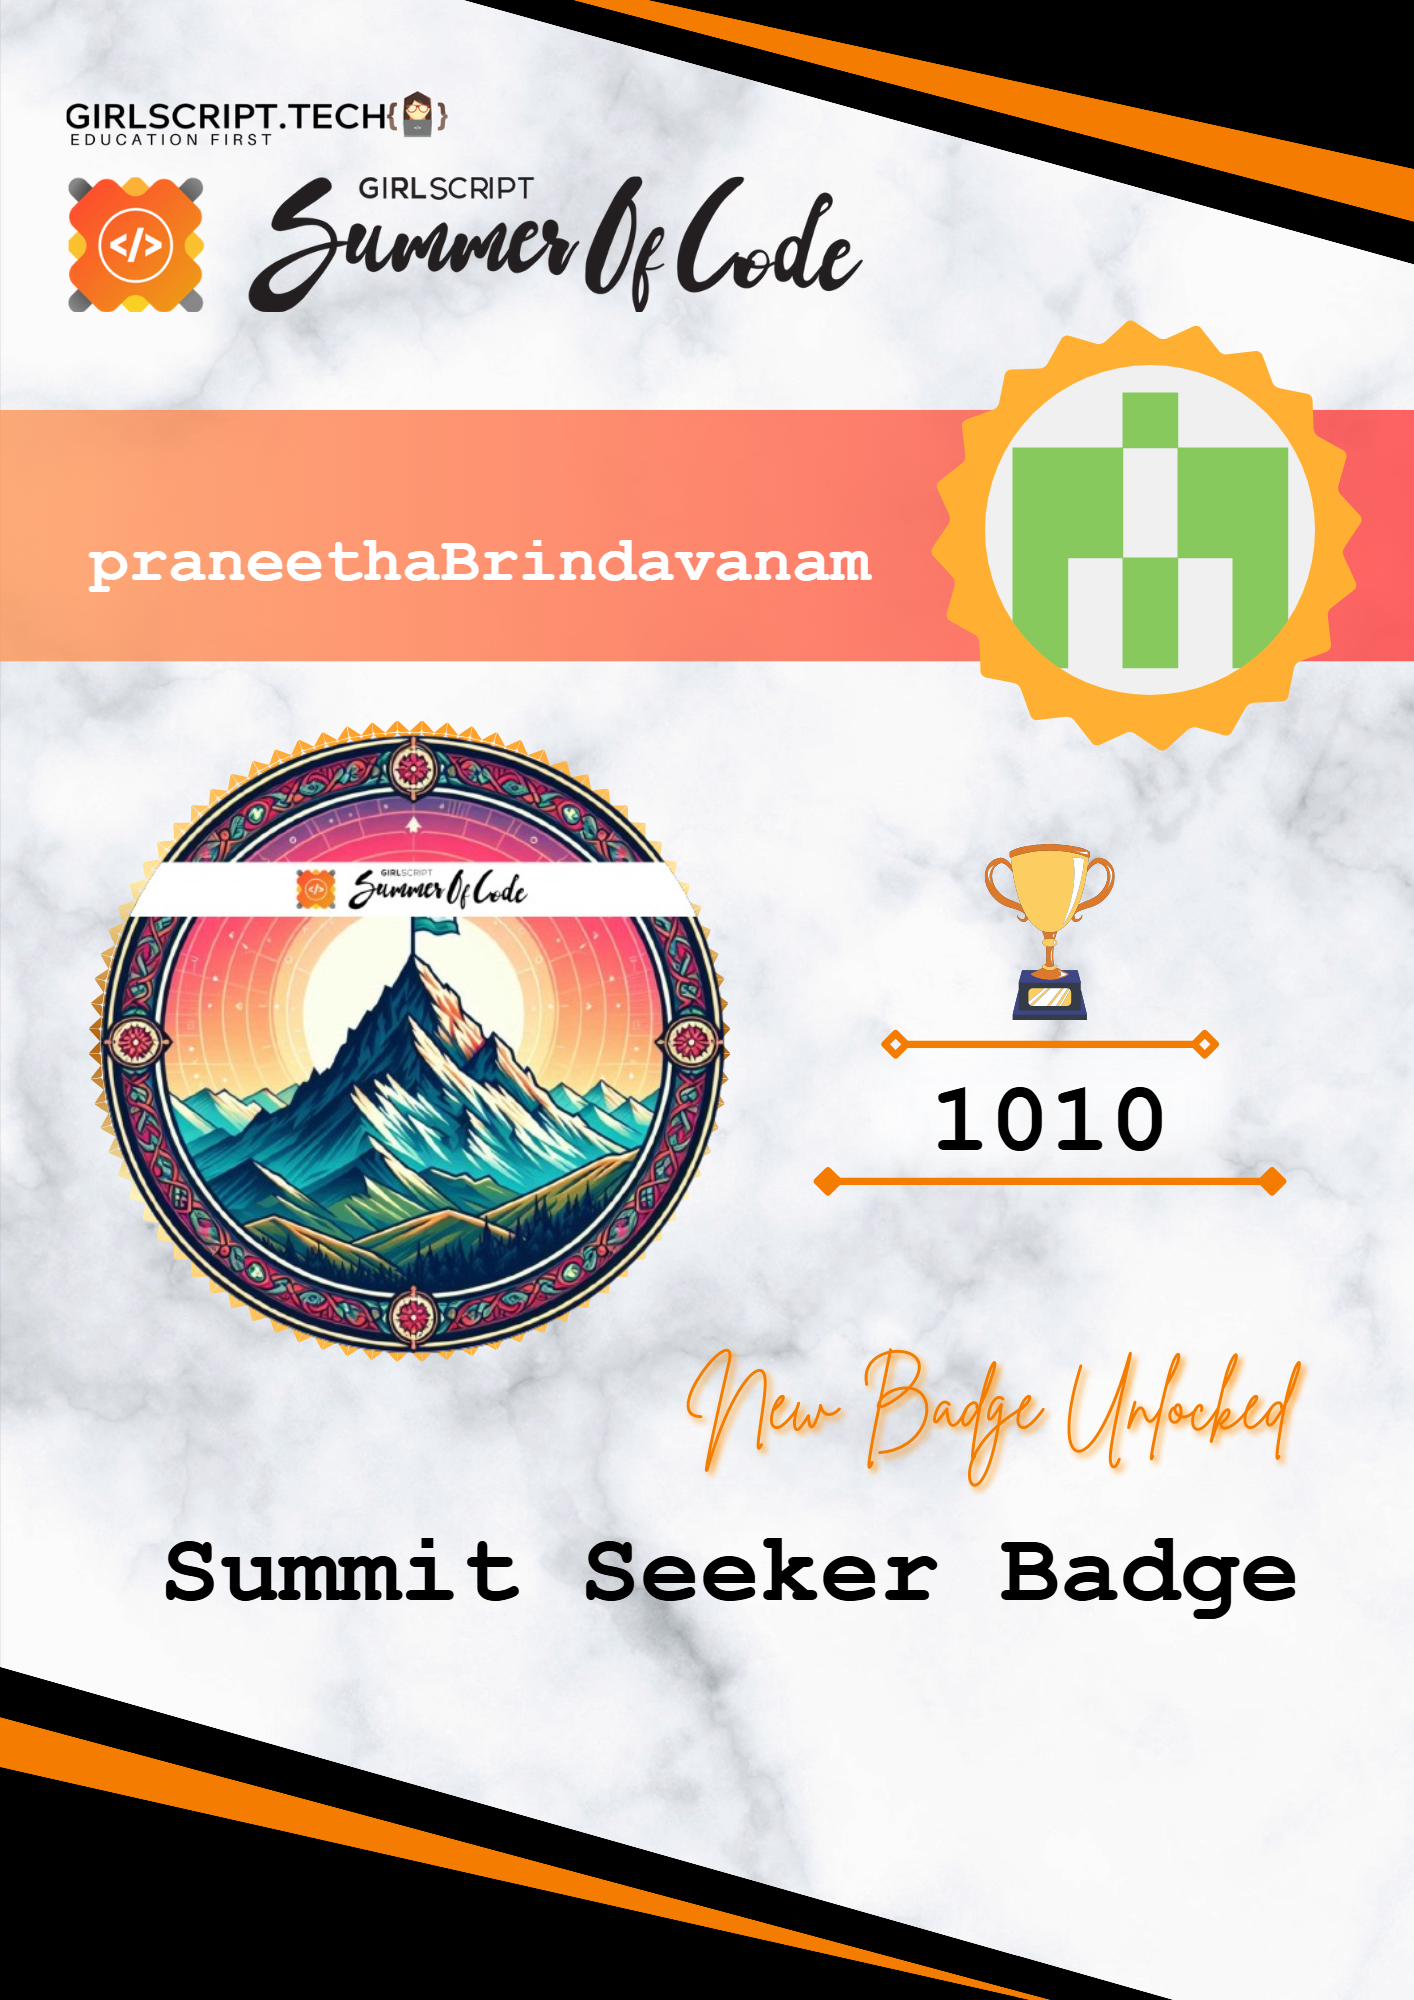 GIRLSCRIPT.TECH{ }
EDUCATION FIRST
</>
GIRLSCRIPT
Summer Of Code
praneethaBrindavanam
</>
GIRLSCRIPT
Summer Of Code
1010
New Badge Unlocked
Summit Seeker Badge